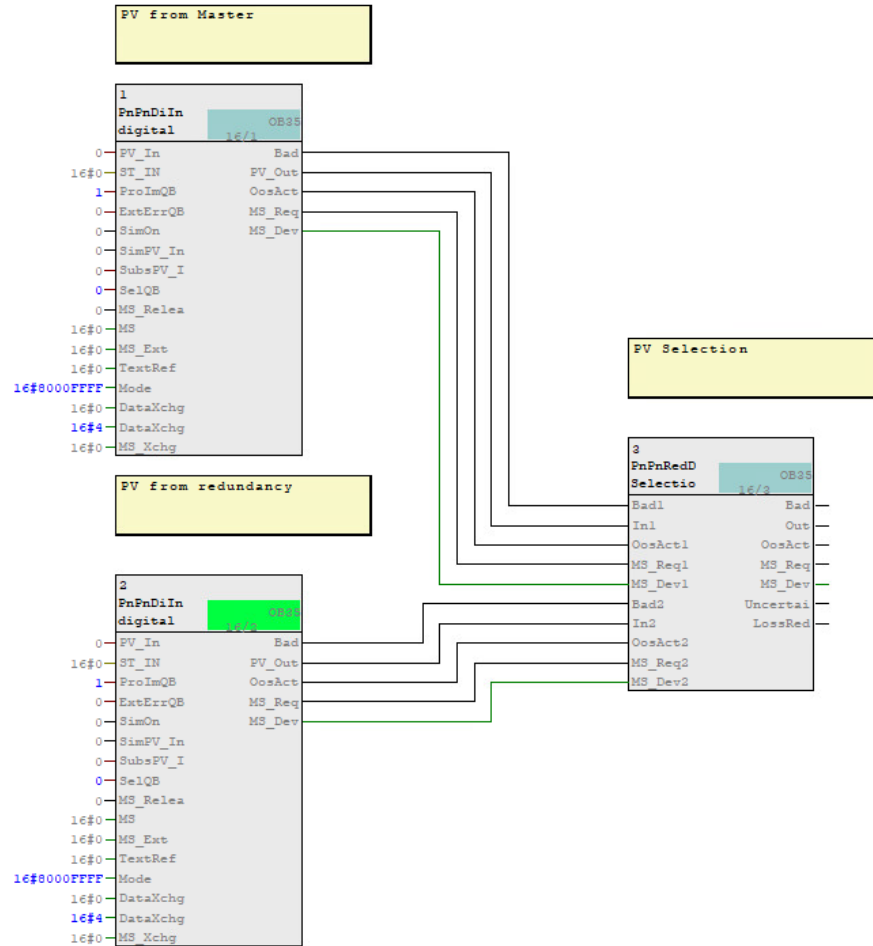 PV from Master
1
PnPnDiIn
digital
OB35
16/1
0 PV_In Bad
16#0 ST_IN PV_Out
1 ProImQB OosAct
0 ExtErrQB MS_Req
0 SimOn MS_Dev
0 SimPV_In
0 SubsPV_I
0 SelQB
0 MS_Relea
16#0 MS
16#0 MS_Ext
16#0 TextRef
16#8000FFFF Mode
16#0 DataXchg
16#4 DataXchg
16#0 MS_Xchg
PV from redundancy
2
PnPnDiIn
digital
OB35
16/2
0 PV_In Bad
16#0 ST_IN PV_Out
1 ProImQB OosAct
0 ExtErrQB MS_Req
0 SimOn MS_Dev
0 SimPV_In
0 SubsPV_I
0 SelQB
0 MS_Relea
16#0 MS
16#0 MS_Ext
16#0 TextRef
16#8000FFFF Mode
16#0 DataXchg
16#4 DataXchg
16#0 MS_Xchg
PV Selection
3
PnPnRedD
Selectio
OB35
16/3
Bad1 Bad
In1 Out
OosAct1 OosAct
MS_Req1 MS_Req
MS_Dev1 MS_Dev
Bad2 Uncertai
In2 LossRed
OosAct2
MS_Req2
MS_Dev2